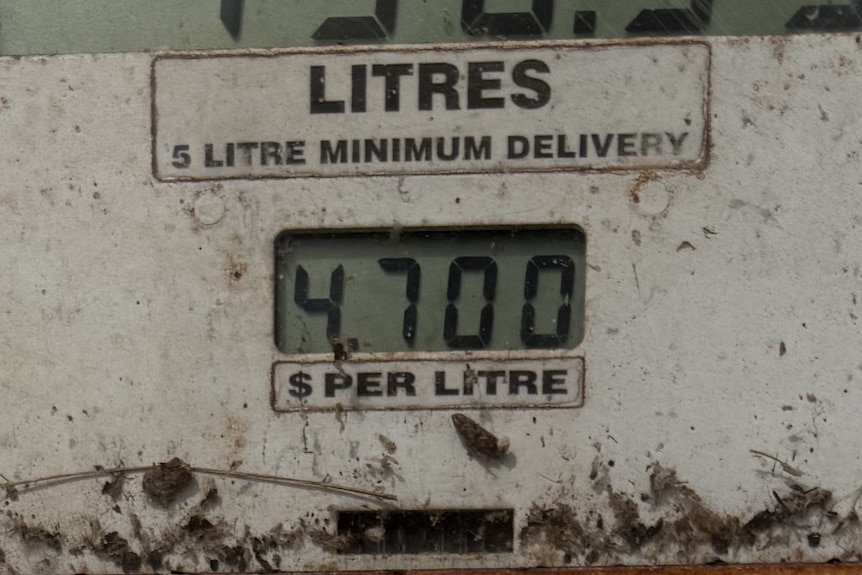 LITRES
5 LITRE MINIMUM DELIVERY
4.700
$ PER LITRE